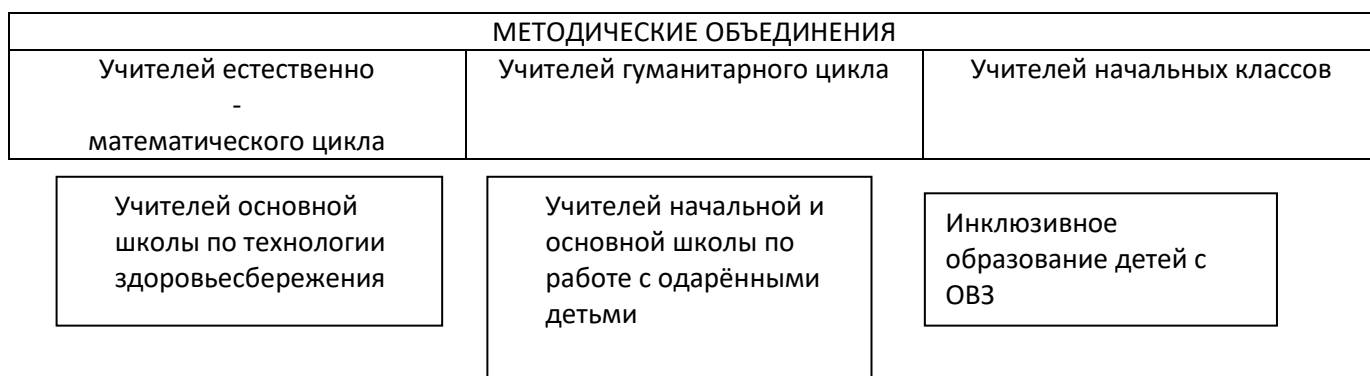 МЕТОДИЧЕСКИЕ ОБЪЕДИНЕНИЯ
Учителей естественно
-
математического цикла
Учителей гуманитарного цикла
Учителей начальных классов
Учителей основной
школы по технологии
здоровьесбережения
Учителей начальной и
основной школы по
работе с одарёнными
детьми
Инклюзивное
образование детей с
ОВЗ